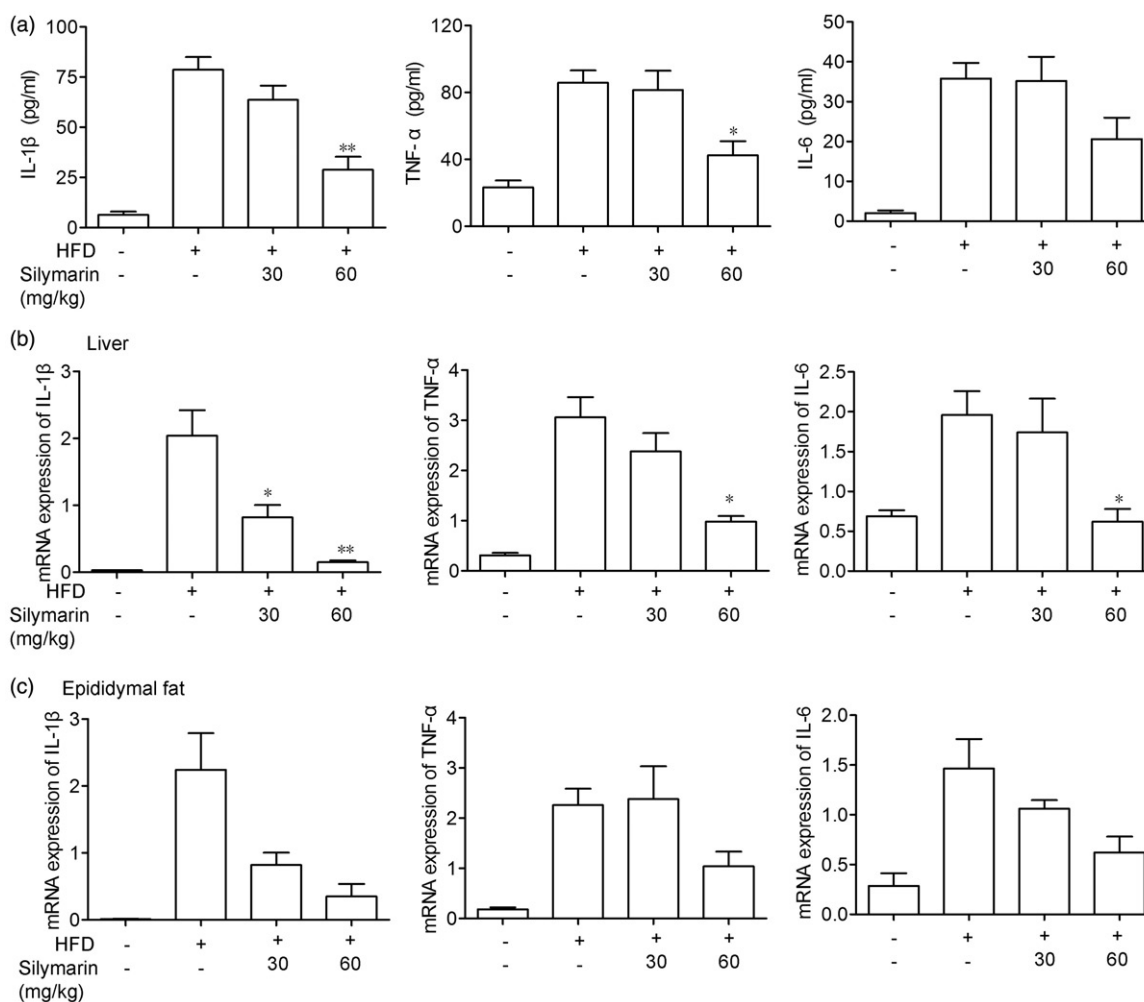 (a)
IL-1β (pg/ml)
90
75
50
25
0
HFD - + + +
Silymarin - - 30 60
(mg/kg)
TNF- α (pg/ml)
120
80
40
0
- + + +
- - 30 60
IL-6 (pg/ml)
50
40
30
20
10
0
- + + +
- - 30 60
**
*
(b)
Liver
mRNA expression of IL-1β
3
2
1
0
*
**
HFD - + + +
Silymarin - - 30 60
(mg/kg)
mRNA expression of TNF-α
4
3
2
1
0
*
- + + +
- - 30 60
mRNA expression of IL-6
2.5
2.0
1.5
1.0
0.5
0.0
*
- + + +
- - 30 60
(c)
Epididymal fat
mRNA expression of IL-1β
3
2
1
0
HFD - + + +
Silymarin - - 30 60
(mg/kg)
mRNA expression of TNF-α
4
3
2
1
0
- + + +
- - 30 60
mRNA expression of IL-6
2.0
1.5
1.0
0.5
0.0
- + + +
- - 30 60